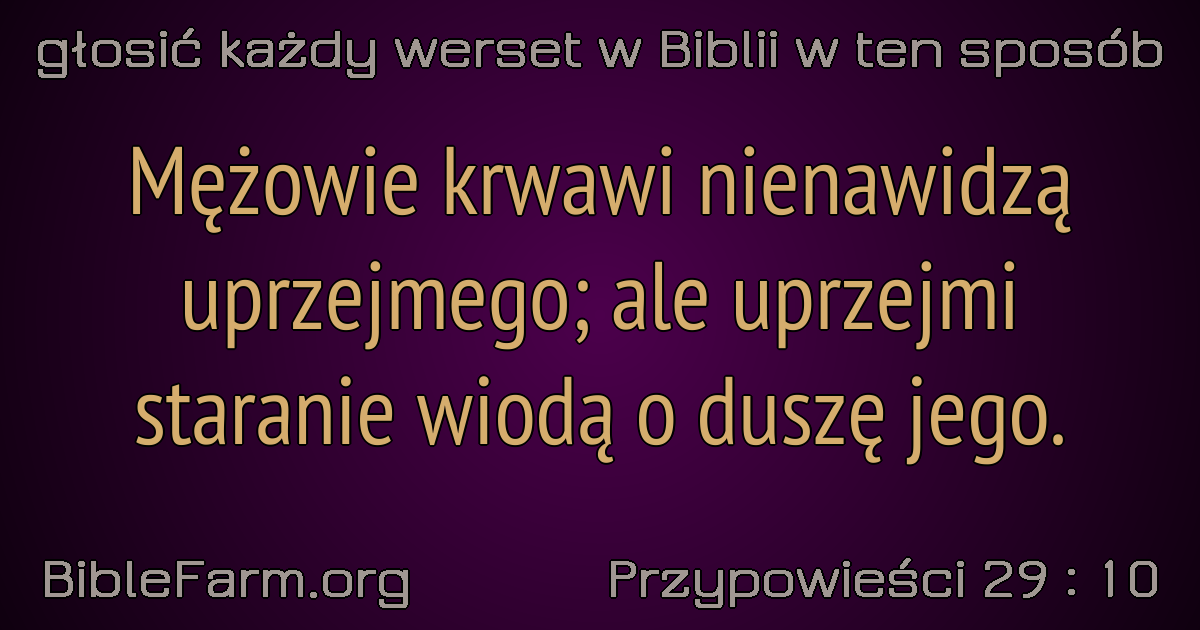 głosić każdy werset w Biblii w ten sposób
Mężowie krwawi nienawidzą
uprzejmego; ale uprzejmi
staranie wiodą o duszę jego.
BibleFarm.org
Przypowieści 29 : 10